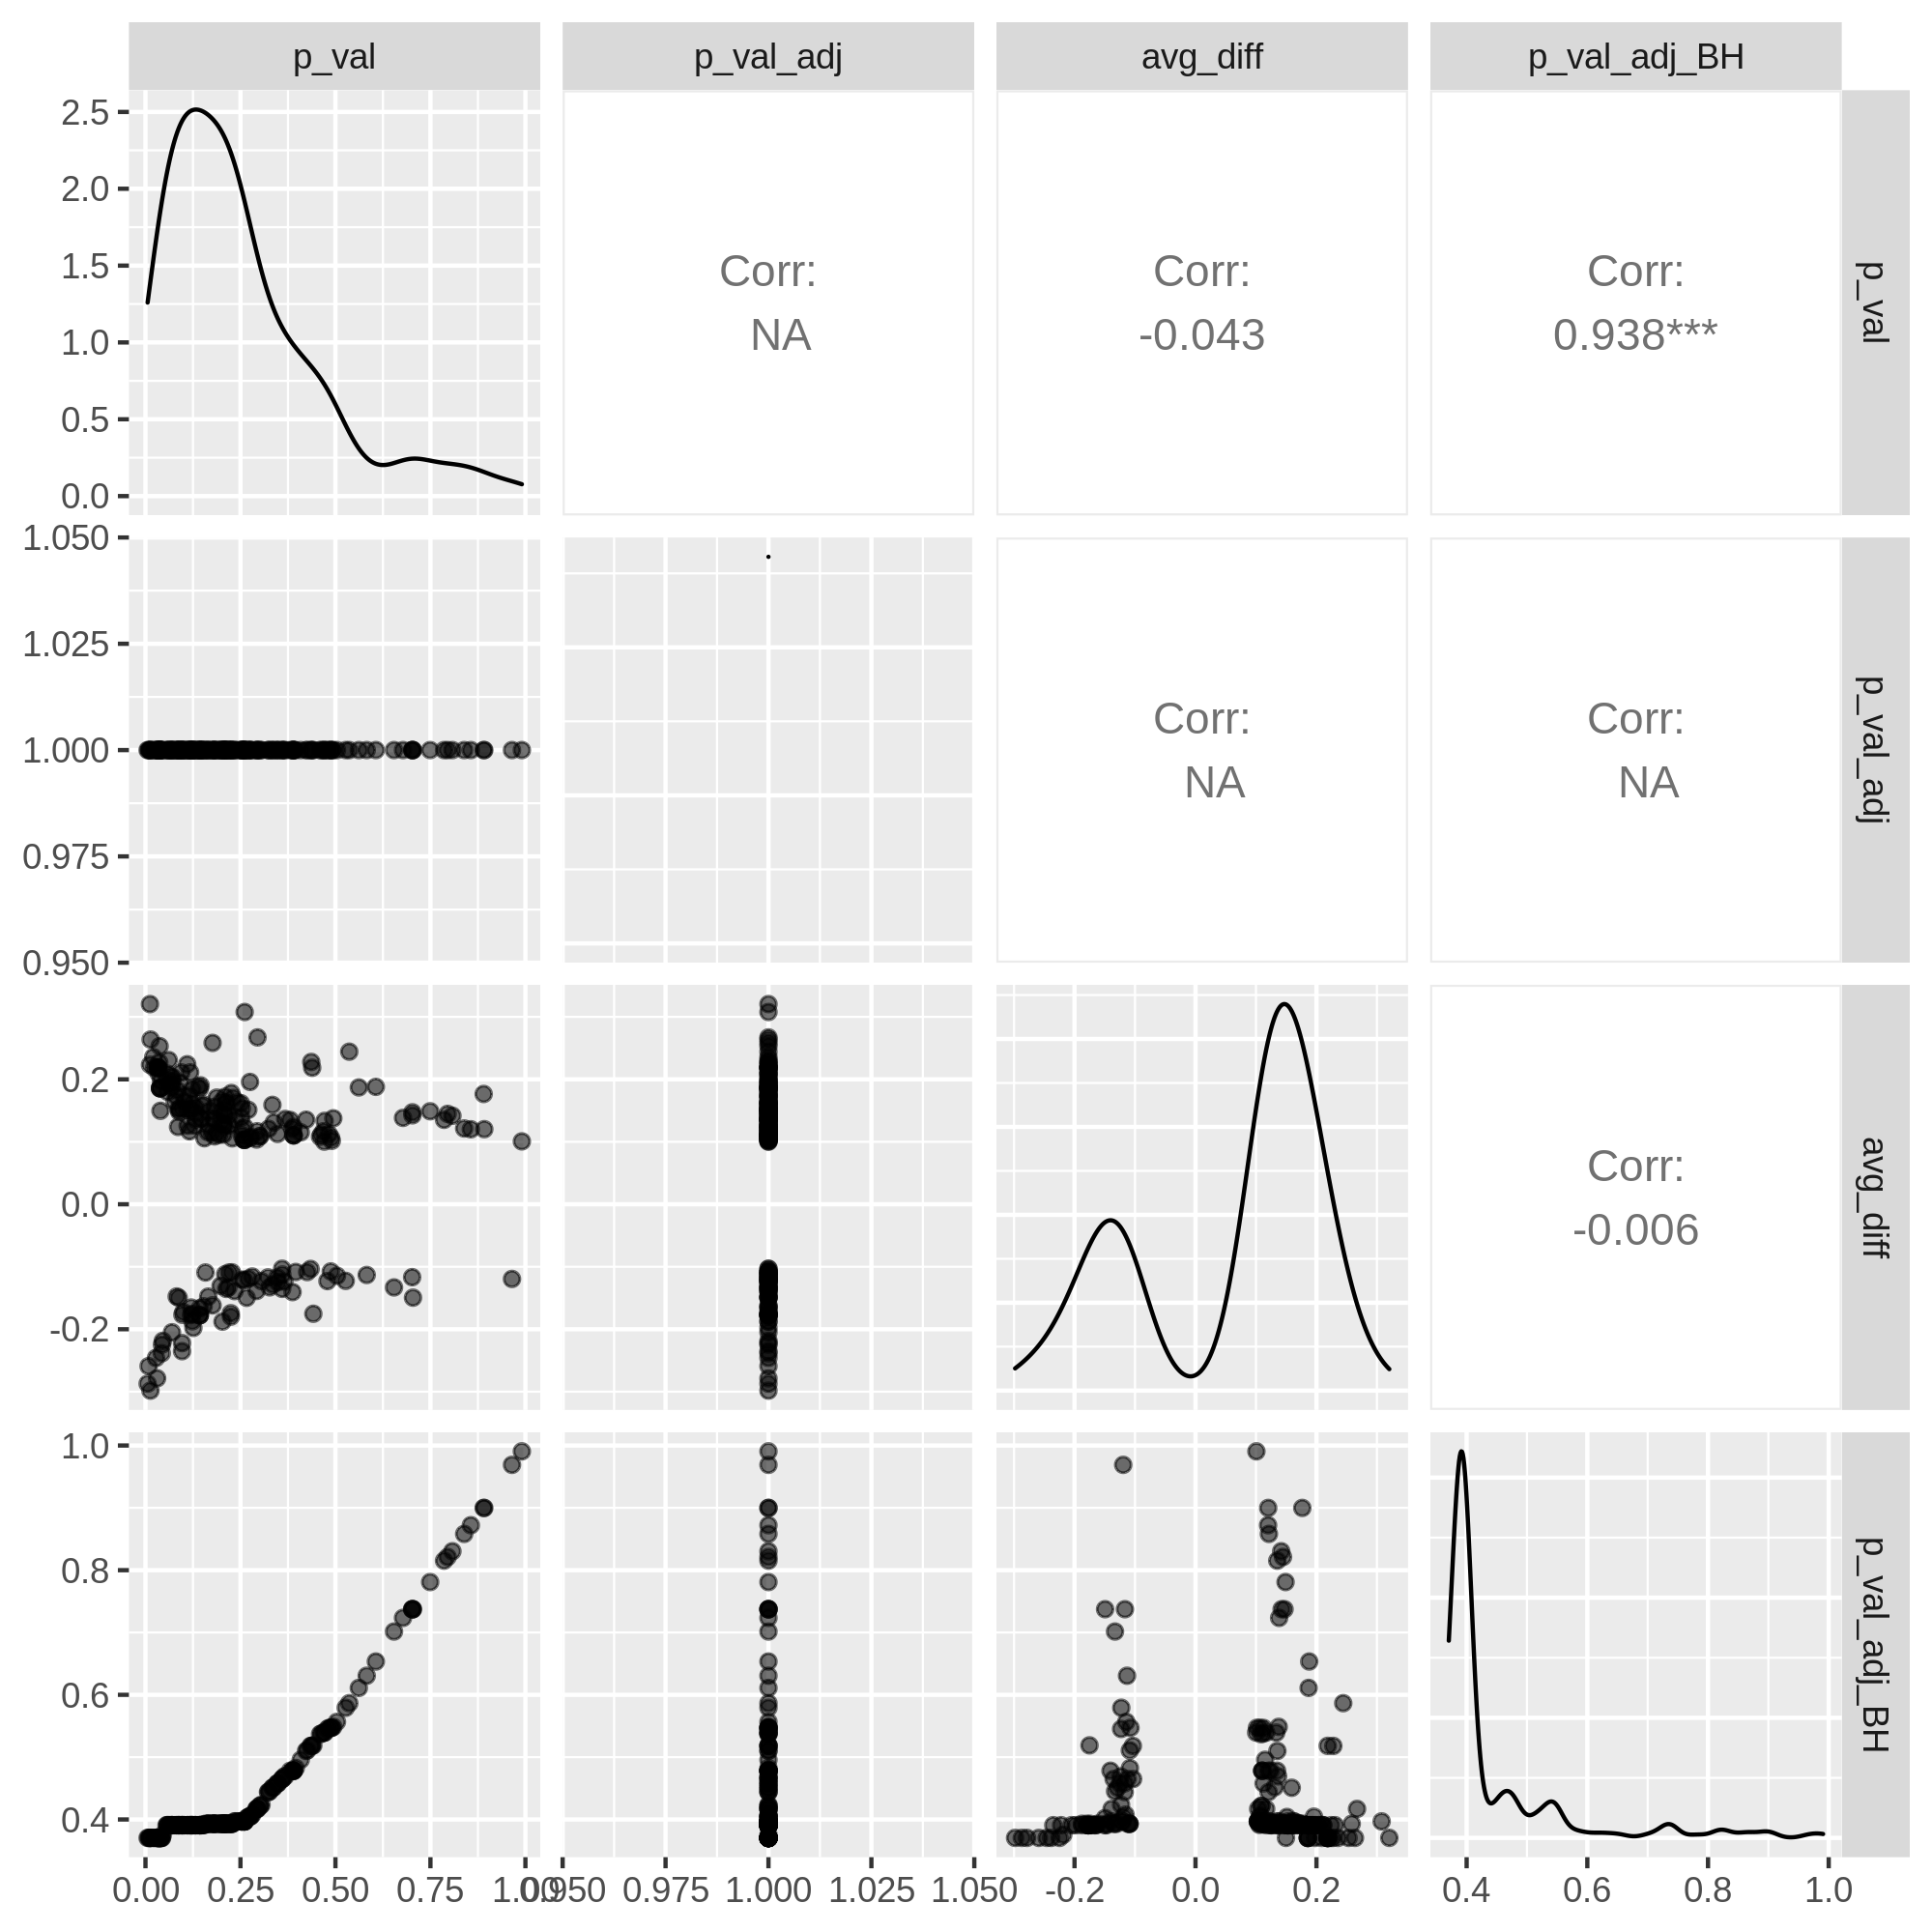 p_val p_val_adj avg_diff p_val_adj_BH
2.5
2.0
1.5
1.0
0.5
0.0
Corr:
NA
Corr:
-0.043
Corr:
0.938***
p_val
1.050
1.025
1.000
0.975
0.950
Corr:
NA
Corr:
NA
p_val_adj
0.2
0.0
-0.2
Corr:
-0.006
avg_diff
1.0
0.8
0.6
0.4
p_val_adj_BH
0.00 0.25 0.50 0.75 1.00
0.950 0.975 1.000 1.025 1.050
-0.2 0.0 0.2
0.4 0.6 0.8 1.0